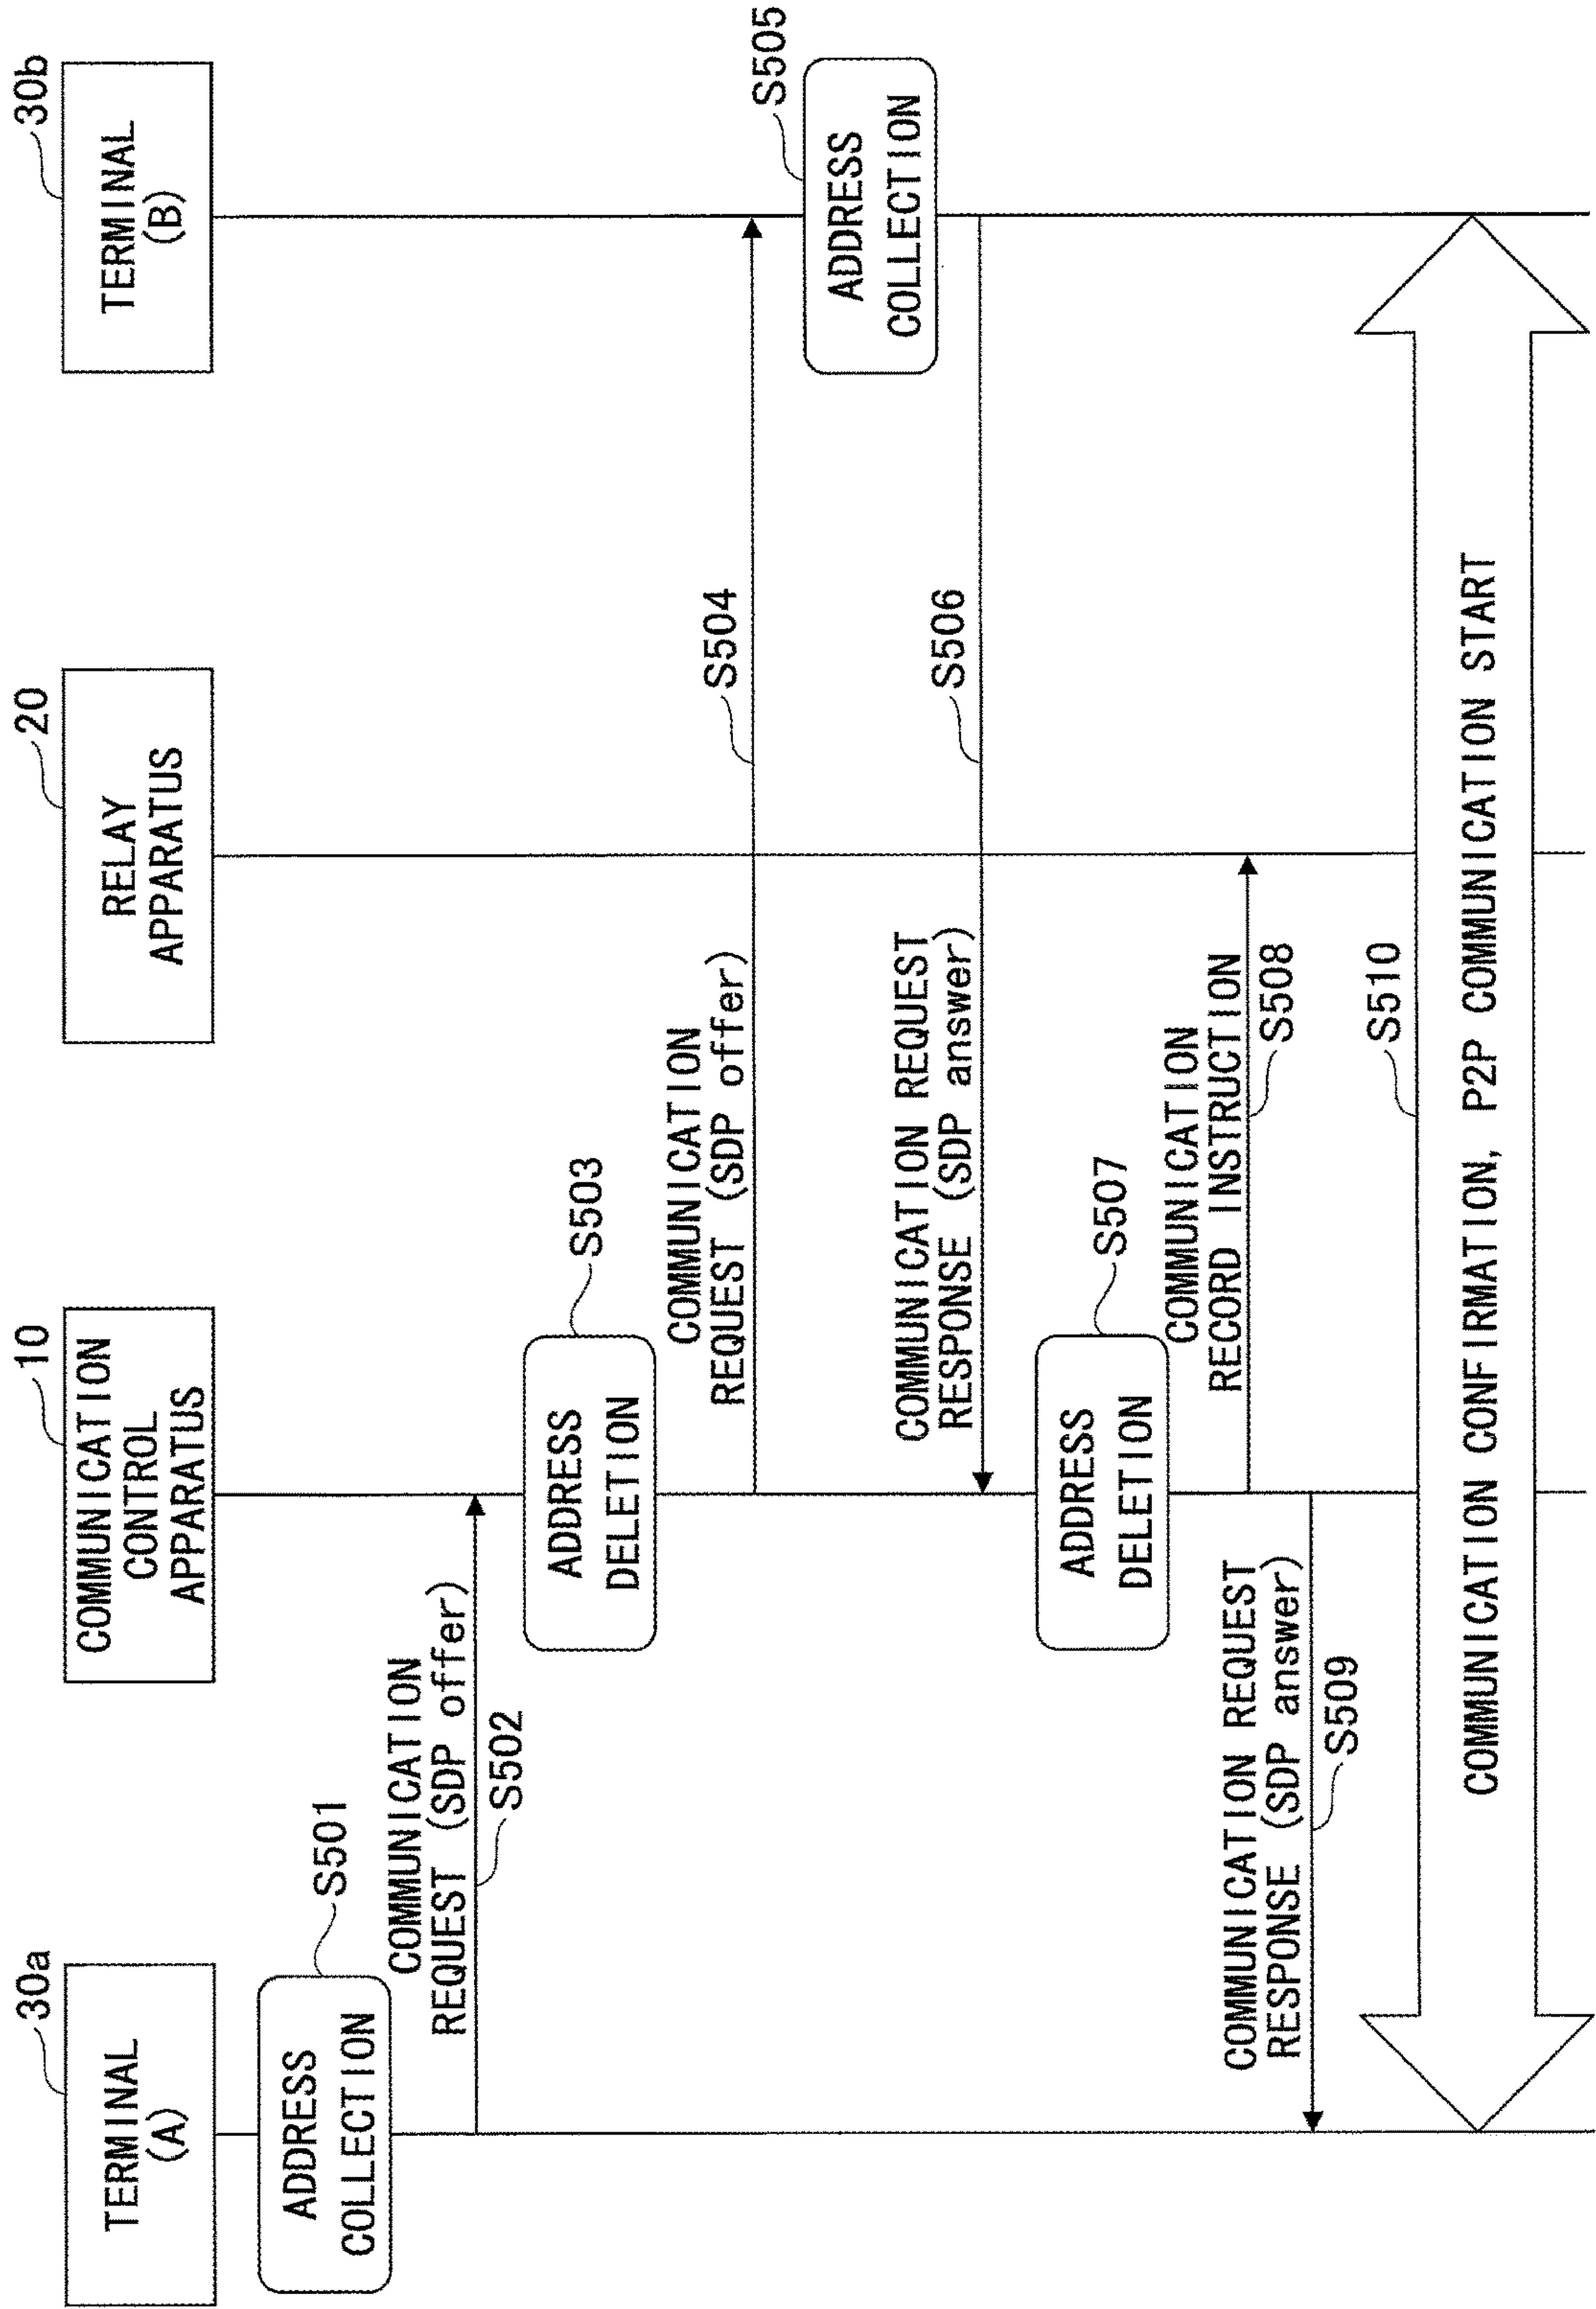 30a
TERMINAL
(A)
10
COMMUNICATION
CONTROL
APPARATUS
20
RELAY
APPARATUS
30b
TERMINAL
(B)
ADDRESS
COLLECTION
S501
COMMUNICATION
REQUEST (SDP offer)
S502
ADDRESS
DELETION
S503
COMMUNICATION
REQUEST (SDP offer)
S504
ADDRESS
COLLECTION
S505
COMMUNICATION REQUEST
RESPONSE (SDP answer)
S506
ADDRESS
DELETION
S507
COMMUNICATION
RECORD INSTRUCTION
S508
COMMUNICATION REQUEST
RESPONSE (SDP answer)
S509
S510
COMMUNICATION CONFIRMATION, P2P COMMUNICATION START